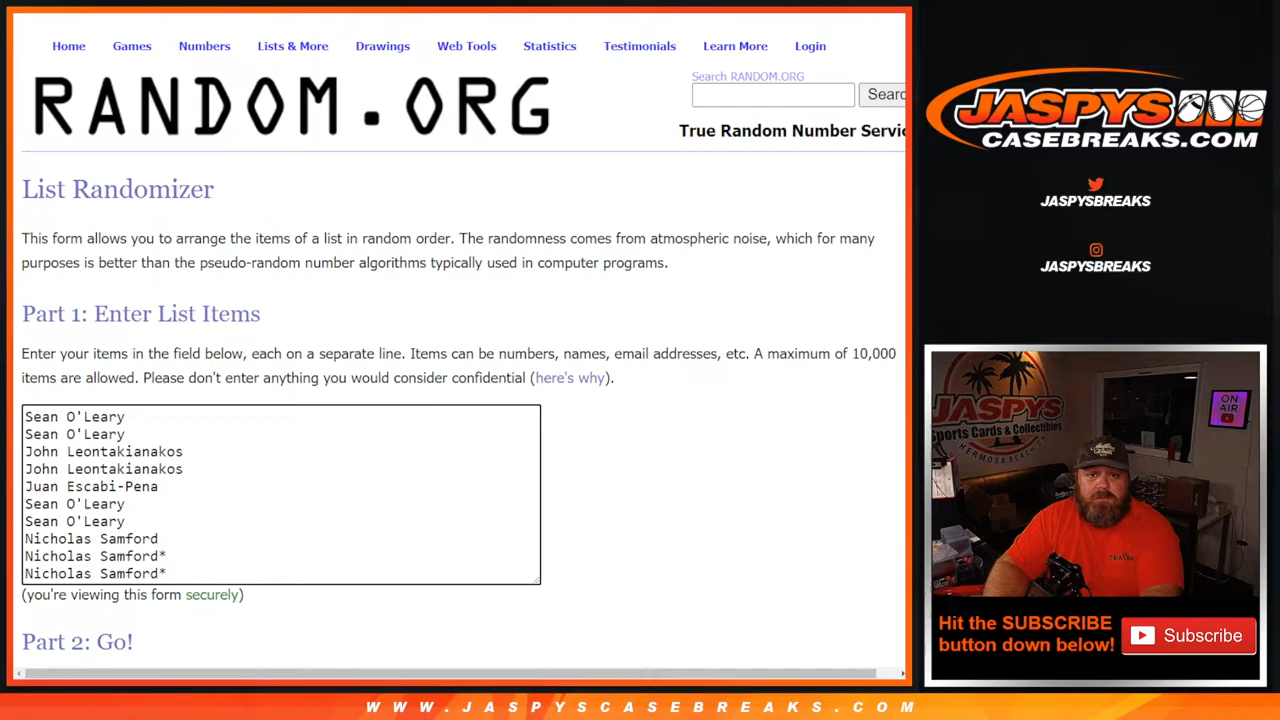 Home Games Numbers Lists & More Drawings Web Tools Statistics Testimonials Learn More Login
RANDOM.ORG
Search RANDOM.ORG
Searc
True Random Number Servic
List Randomizer
This form allows you to arrange the items of a list in random order. The randomness comes from atmospheric noise, which for many
purposes is better than the pseudo-random number algorithms typically used in computer programs.
Part 1: Enter List Items
Enter your items in the field below, each on a separate line. Items can be numbers, names, email addresses, etc. A maximum of 10,000
items are allowed. Please don't enter anything you would consider confidential (here's why).
Sean O'Leary
Sean O'Leary
John Leontakianakos
John Leontakianakos
Juan Escabi-Pena
Sean O'Leary
Sean O'Leary
Nicholas Samford
Nicholas Samford*
Nicholas Samford*
(you're viewing this form securely)
Part 2: Go!
JASPYS
CASEBREAKS.COM
JASPYSBREAKS
JASPYSBREAKS
JASPYS
Sports Cards & Collectibles
HERMOSA BEACH, CA
ON
AIR
Hit the SUBSCRIBE
button down below!
Subscribe
WWW.JASPYSCASEBREAKS.COM